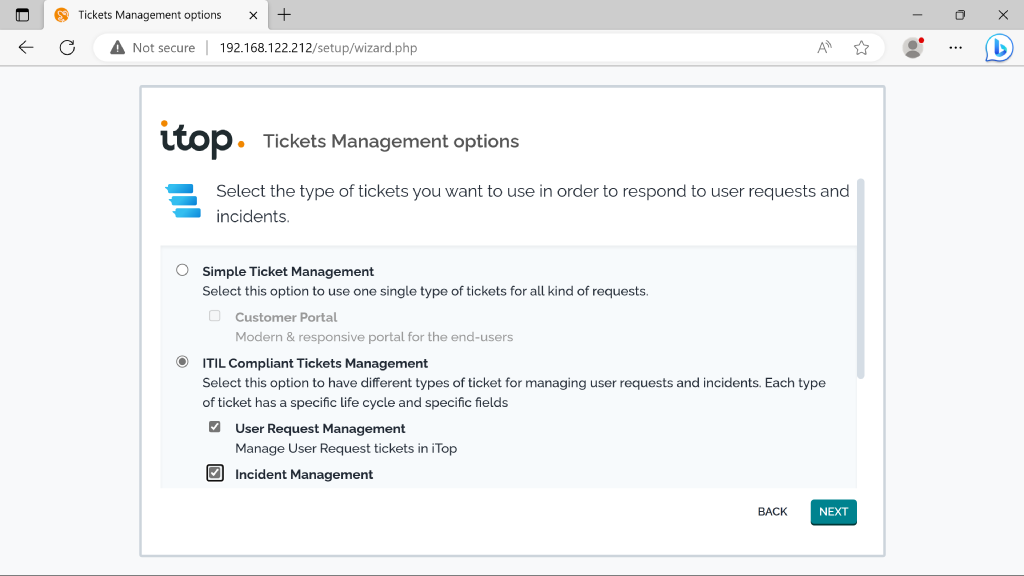 Tickets Management options
Not secure
192.168.122.212/setup/wizard.php
itop
Tickets Management options
Select the type of tickets you want to use in order to respond to user requests and
incidents.
Simple Ticket Management
Select this option to use one single type of tickets for all kind of requests.
Customer Portal
Modern & responsive portal for the end-users
ITIL Compliant Tickets Management
Select this option to have different types of ticket for managing user requests and incidents. Each type
of ticket has a specific life cycle and specific fields
User Request Management
Manage User Request tickets in iTop
Incident Management
BACK
NEXT